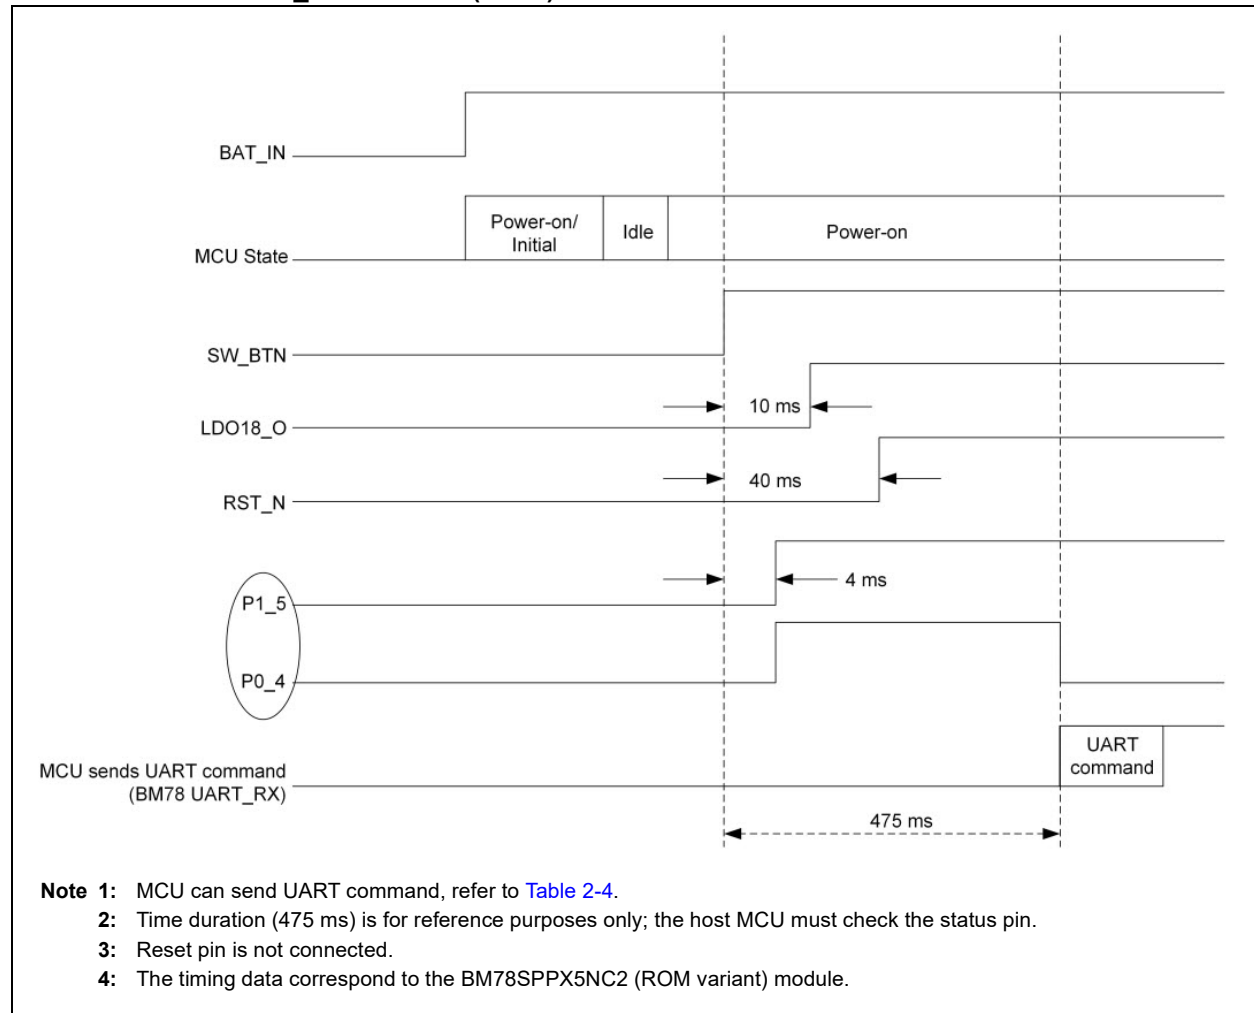 BAT_IN
Power-on/
Initial
Idle
Power-on
MCU State
SW_BTN
10 ms
LDO18_O
40 ms
RST_N
4 ms
P1_5
P0_4
UART
command
MCU sends UART command
(BM78 UART_RX)
475 ms
Note 1: MCU can send UART command, refer to Table 2-4.
2: Time duration (475 ms) is for reference purposes only; the host MCU must check the status pin.
3: Reset pin is not connected.
4: The timing data correspond to the BM78SPPX5NC2 (ROM variant) module.